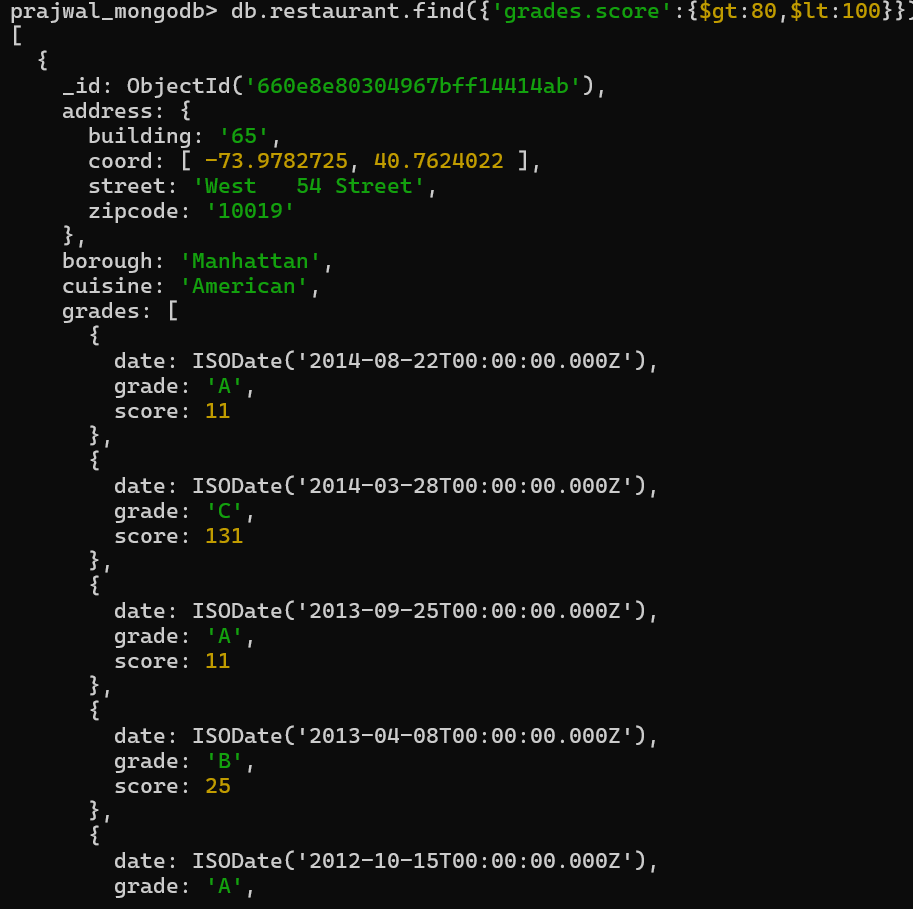 prajwal_mongodb> db.restaurant.find({'grades.score':{$gt:80,$lt:100}})
[
  {
    _id: ObjectId('660e8e80304967bff14414ab'),
    address: {
      building: '65',
      coord: [ -73.9782725, 40.7624022 ],
      street: 'West   54 Street',
      zipcode: '10019'
    },
    borough: 'Manhattan',
    cuisine: 'American',
    grades: [
      {
        date: ISODate('2014-08-22T00:00:00.000Z'),
        grade: 'A',
        score: 11
      },
      {
        date: ISODate('2014-03-28T00:00:00.000Z'),
        grade: 'C',
        score: 131
      },
      {
        date: ISODate('2013-09-25T00:00:00.000Z'),
        grade: 'A',
        score: 11
      },
      {
        date: ISODate('2013-04-08T00:00:00.000Z'),
        grade: 'B',
        score: 25
      },
      {
        date: ISODate('2012-10-15T00:00:00.000Z'),
        grade: 'A',